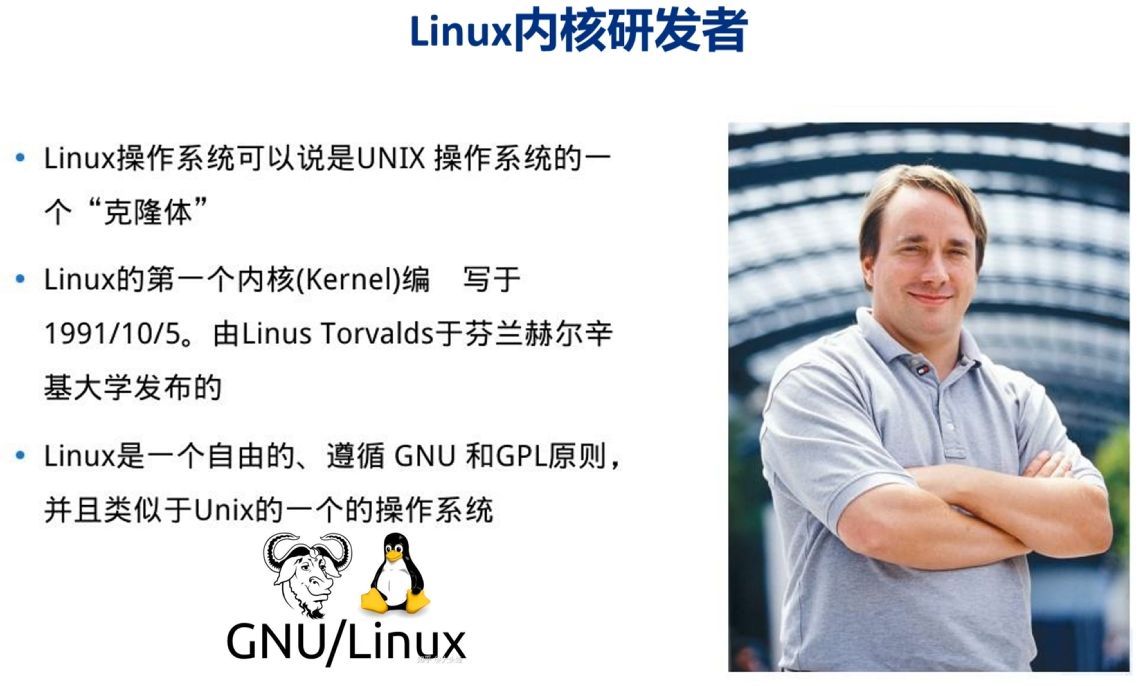 Linux内核研发者
Linux操作系统可以说是UNIX 操作系统的一
个“克隆体”
Linux的第一个内核(Kernel)编 写于
1991/10/5。由Linus Torvalds于芬兰赫尔辛
基大学发布的
Linux是一个自由的、遵循 GNU 和GPL原则，
并且类似于Unix的一个的操作系统
GNU/Linux